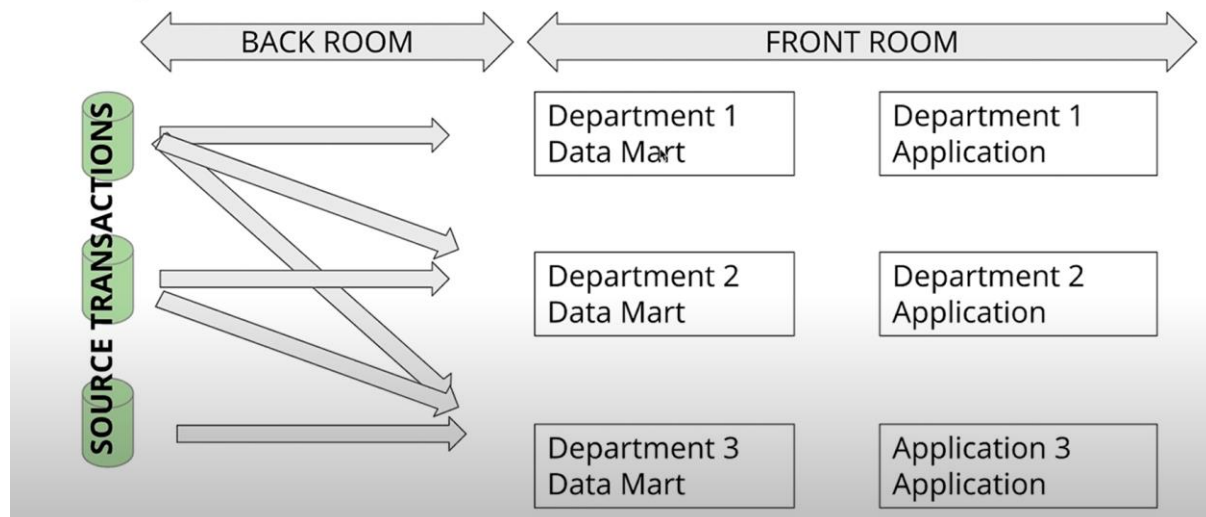 BACK ROOM
FRONT ROOM
SOURCE TRANSACTIONS
Department 1
Data Mart
Department 1
Application
Department 2
Data Mart
Department 2
Application
Department 3
Data Mart
Application 3
Application